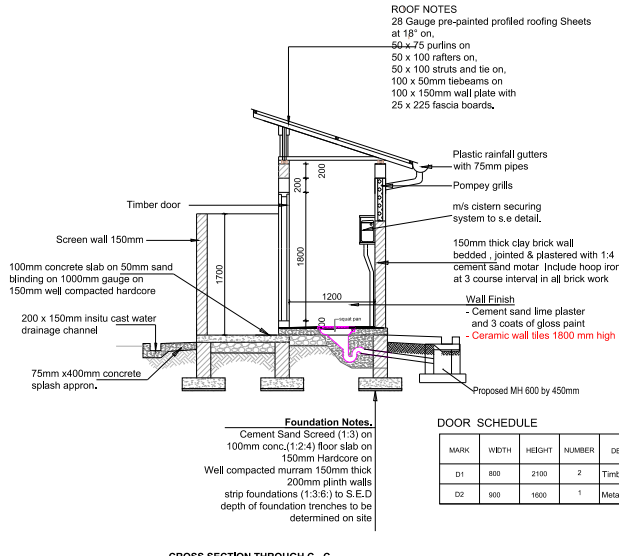 ROOF NOTES
28 Gauge pre-painted profiled roofing Sheets
at 18° on,
50 x 75 purlins on
50 x 100 rafters on,
50 x 100 struts and tie on,
100 x 50mm tiebeams on
100 x 150mm wall plate with
25 x 225 fascia boards.
Plastic rainfall gutters
with 75mm pipes
Pompey grills
m/s cistern securing
system to s.e detail.
150mm thick clay brick wall
bedded , jointed & plastered with 1:4
cement sand motar Include hoop iron
at 3 course interval in all brick work
Wall Finish
- Cement sand lime plaster
and 3 coats of gloss paint
- Ceramic wall tiles 1800 mm high
Proposed MH 600 by 450mm
200
200
1800
1200
1700
squat pan
Timber door
Screen wall 150mm
100mm concrete slab on 50mm sand
blinding on 1000mm gauge on
150mm well compacted hardcore
200 x 150mm insitu cast water
drainage channel
75mm x400mm concrete
splash appron.
Foundation Notes.
Cement Sand Screed (1:3) on
100mm conc.(1:2:4) floor slab on
150mm Hardcore on
Well compacted murram 150mm thick
200mm plinth walls
strip foundations (1:3:6:) to S.E.D
depth of foundation trenches to be
determined on site
DOOR SCHEDULE
MARK WIDTH HEIGHT NUMBER DE
D1 800 2100 2 Timb
D2 900 1600 1 Meta
CROSS SECTION THROUGH C - C